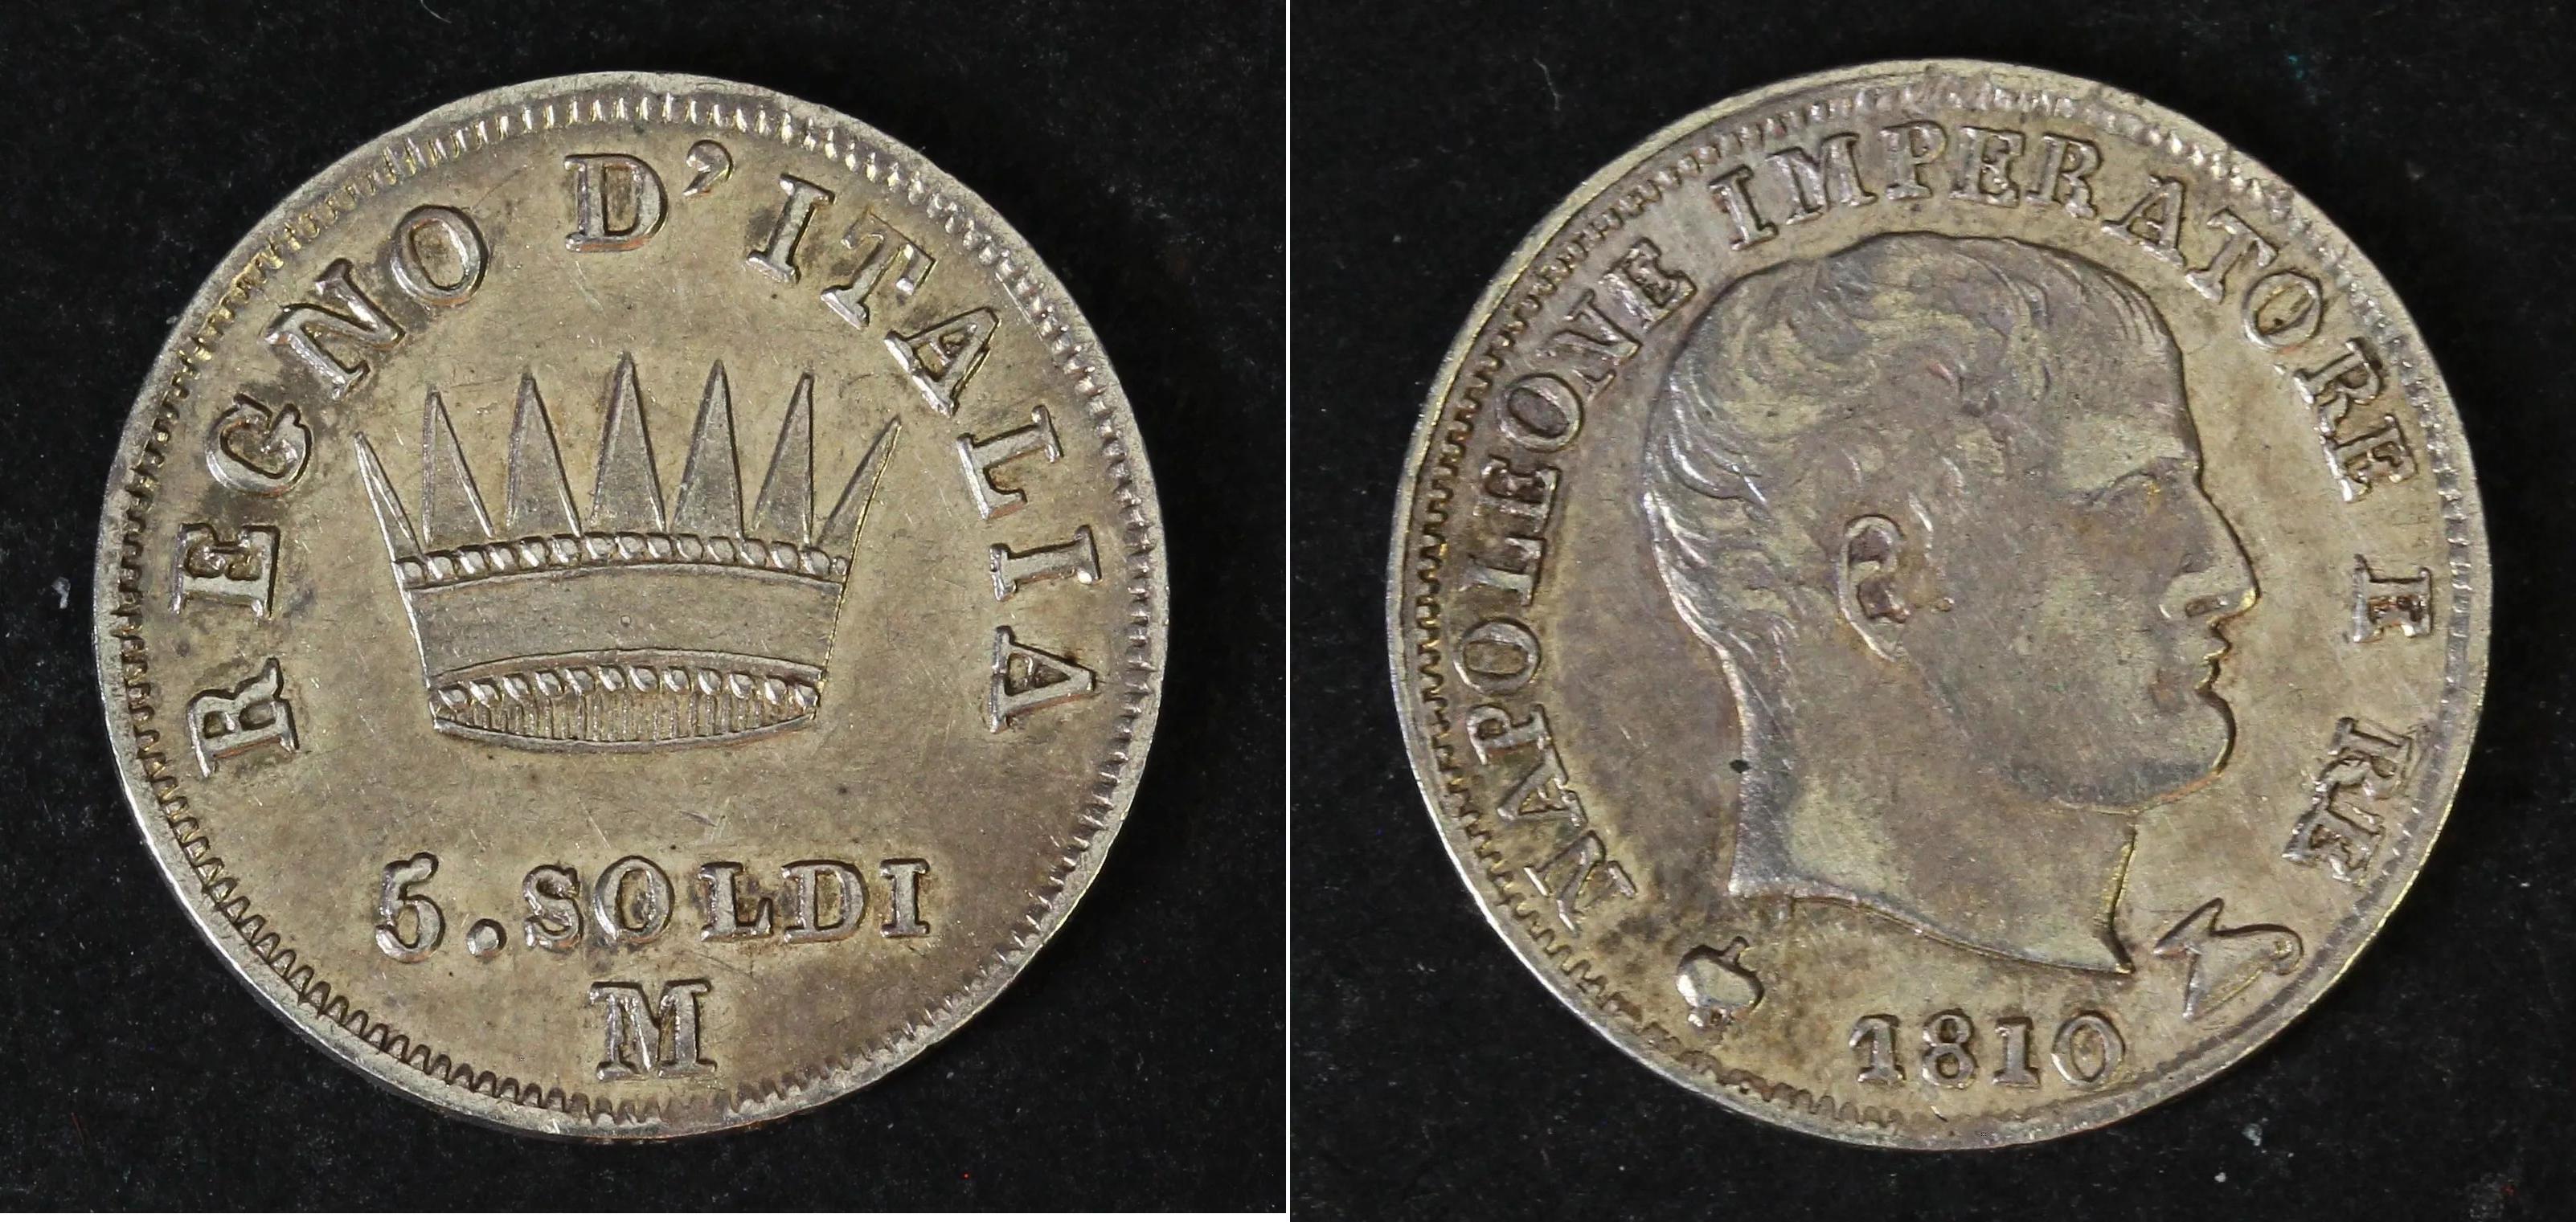 REGNO D'ITALIA
5. SOLDI
M
NAPOLEONE IMPERATORE E RE
1810